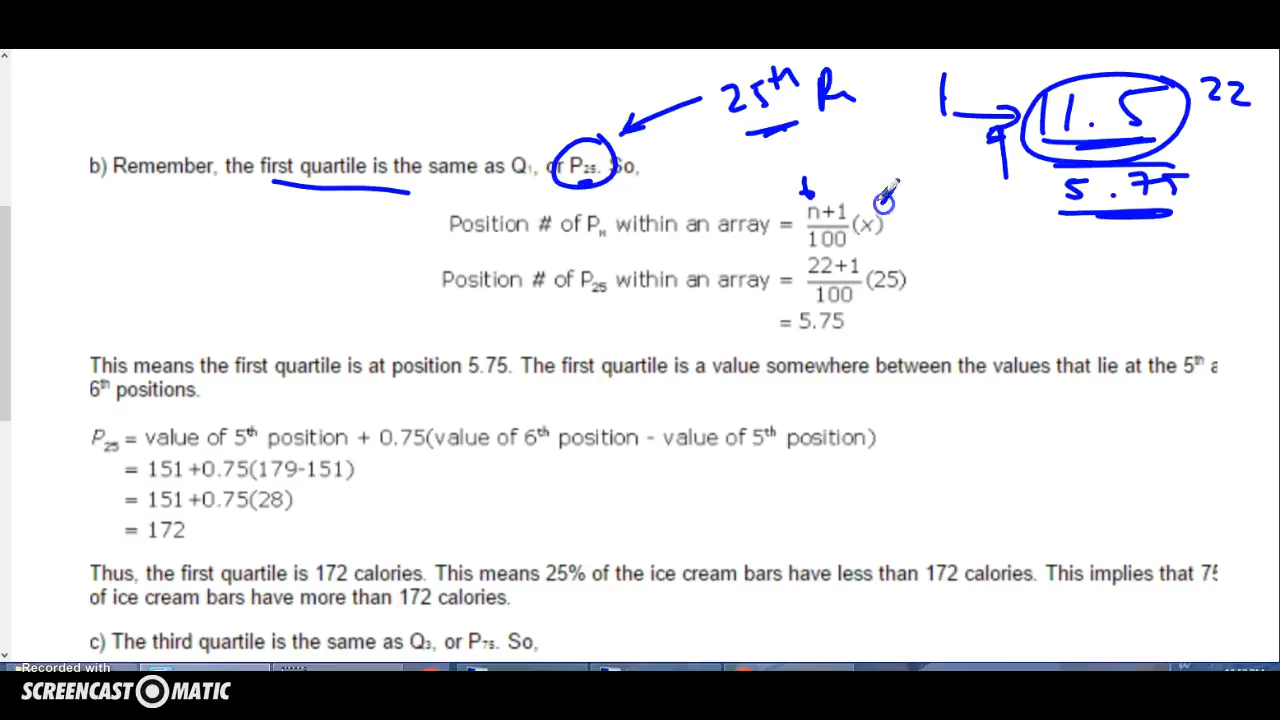 25th
1 11.5 22
5.75
b) Remember, the first quartile is the same as Q1, or P25. So,
Position # of Px within an array = n+1/100 (x)
Position # of P25 within an array = 22+1/100 (25)
= 5.75
This means the first quartile is at position 5.75. The first quartile is a value somewhere between the values that lie at the 5th a
6th positions.
P25 = value of 5th position + 0.75(value of 6th position - value of 5th position)
= 151+0.75(179-151)
= 151+0.75(28)
= 172
Thus, the first quartile is 172 calories. This means 25% of the ice cream bars have less than 172 calories. This implies that 75
of ice cream bars have more than 172 calories.
c) The third quartile is the same as Q3, or P75. So,
Recorded with
SCREENCAST-O-MATIC